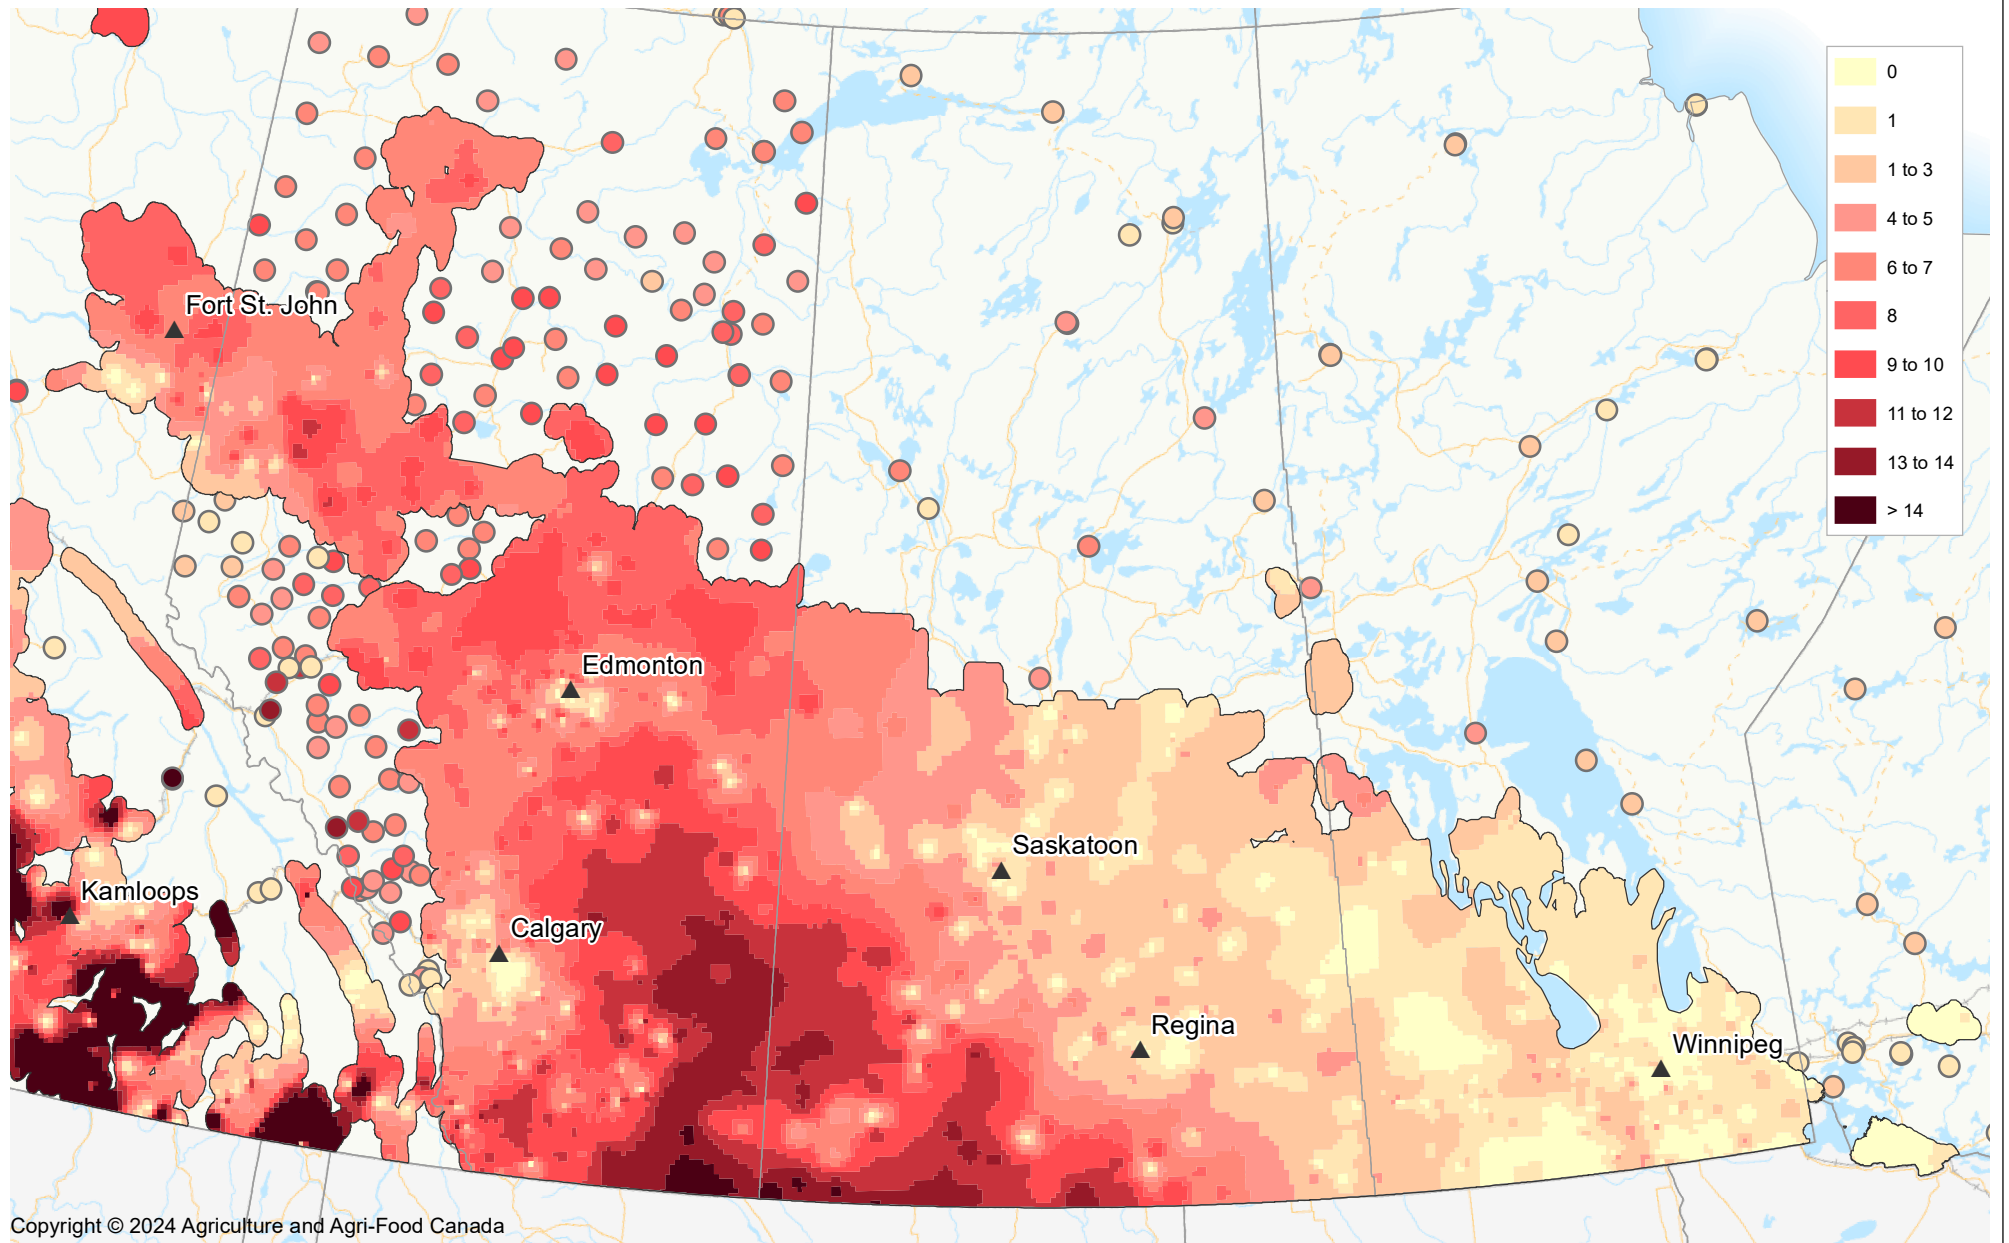 0
1
1 to 3
4 to 5
6 to 7
8
9 to 10
11 to 12
13 to 14
> 14
Fort St. John
Edmonton
Saskatoon
Kamloops
Calgary
Regina
Winnipeg
Copyright © 2024 Agriculture and Agri-Food Canada